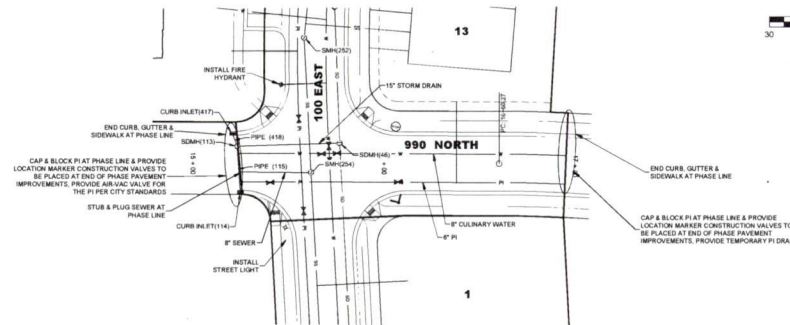 13
30
SMH(252)
INSTALL FIRE
HYDRANT
100 EAST
15" STORM DRAIN
CURB INLET(417)
END CURB, GUTTER &
SIDEWALK AT PHASE LINE
PIPE (418)
SDMH(113)
990 NORTH
CAP & BLOCK PI AT PHASE LINE & PROVIDE
LOCATION MARKER CONSTRUCTION VALVES TO
BE PLACED AT END OF PHASE PAVEMENT
IMPROVEMENTS, PROVIDE AIR-VAC VALVE FOR
THE PI PER CITY STANDARDS
15 + 00
PIPE (115)
SDMH(46)
SMH(254)
17 + 00
END CURB, GUTTER &
SIDEWALK AT PHASE LINE
STUB & PLUG SEWER AT
PHASE LINE
CURB INLET(114)
8" SEWER
8" CULINARY WATER
6" PI
CAP & BLOCK PI AT PHASE LINE & PROVIDE
LOCATION MARKER CONSTRUCTION VALVES TO
BE PLACED AT END OF PHASE PAVEMENT
IMPROVEMENTS, PROVIDE TEMPORARY PI DRA
INSTALL
STREET LIGHT
1